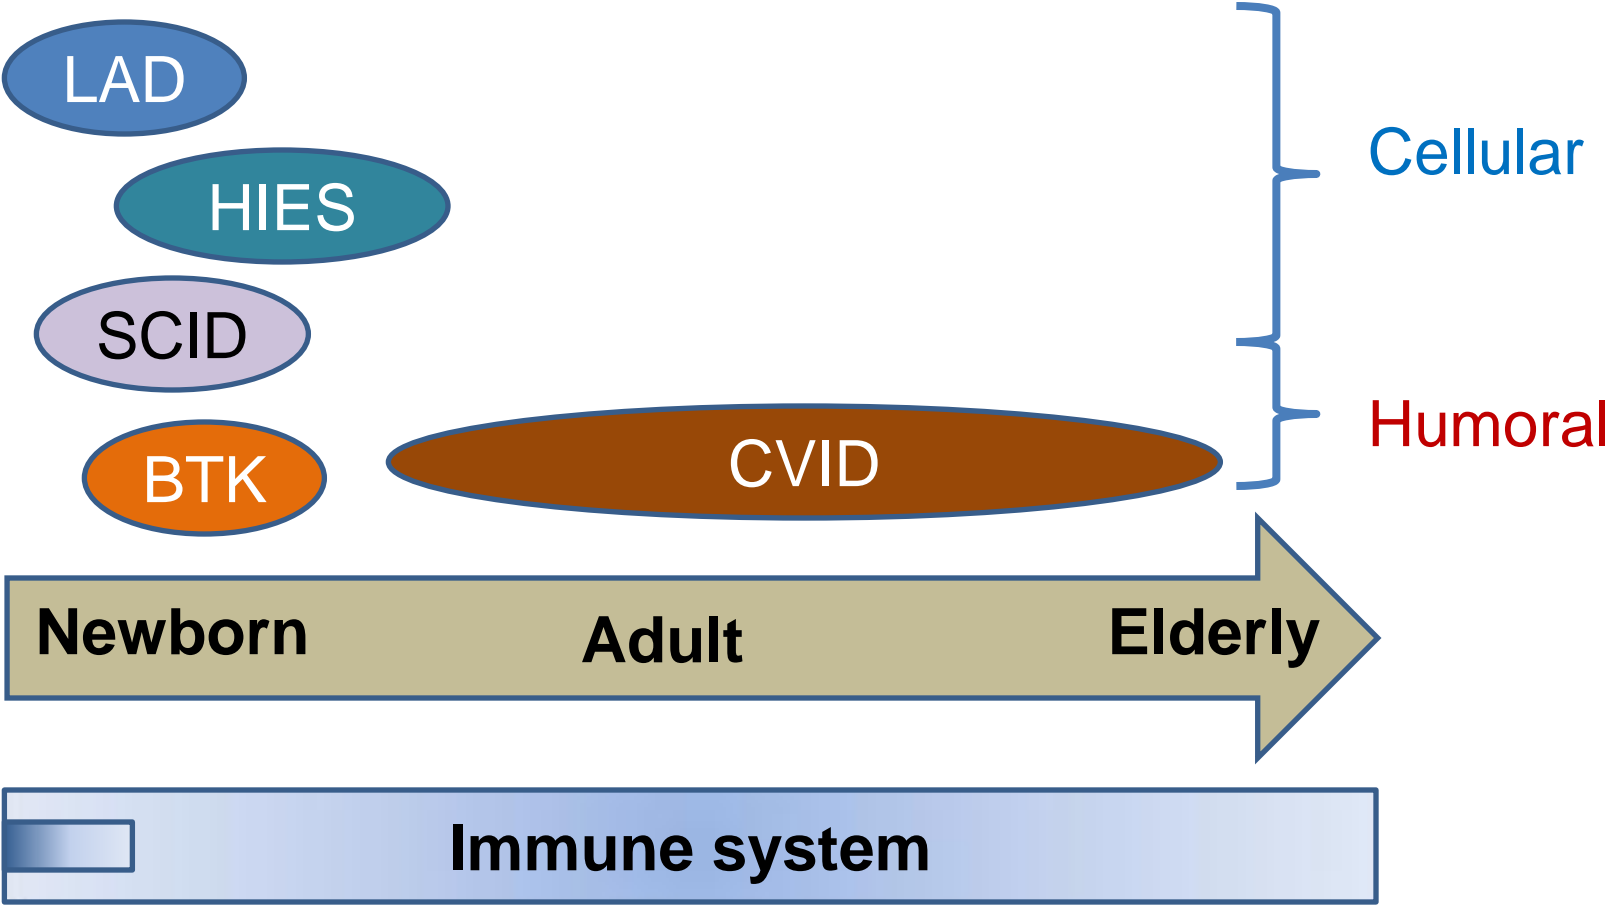 LAD
HIES
SCID
BTK
CVID
Cellular
Humoral
Newborn
Adult
Elderly
Immune system